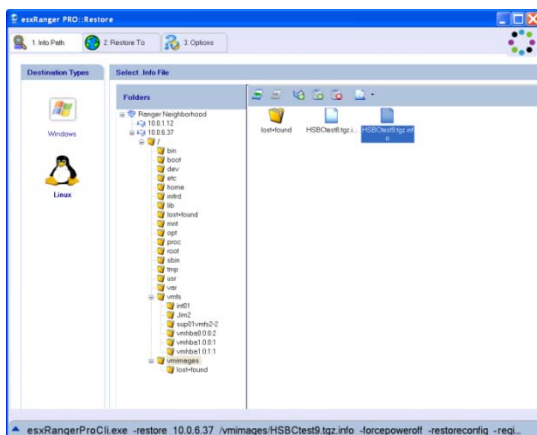 esxRanger PRO::Restore
1. Info Path
2. Restore To
3. Options
Destination Types
Select .Info File
Windows
Linux
Folders
Ranger Neighborhood
10.0.1.12
10.0.6.37
/
bin
boot
dev
etc
home
initrd
lib
lost+found
mnt
opt
proc
root
sbin
tmp
usr
var
vmfs
int01
Jim2
sup01vmfs2-2
vmhba0:0:0:2
vmhba1:0:0:1
vmhba1:0:1:1
vmimages
lost+found
lost+found
HSBCtest8.tgz.i...
HSBCtest9.tgz.inf
o
esxRangerProCli.exe -restore 10.0.6.37 /vmimages/HSBCtest9.tgz.info -forcepoweroff -restoreconfig -regi...